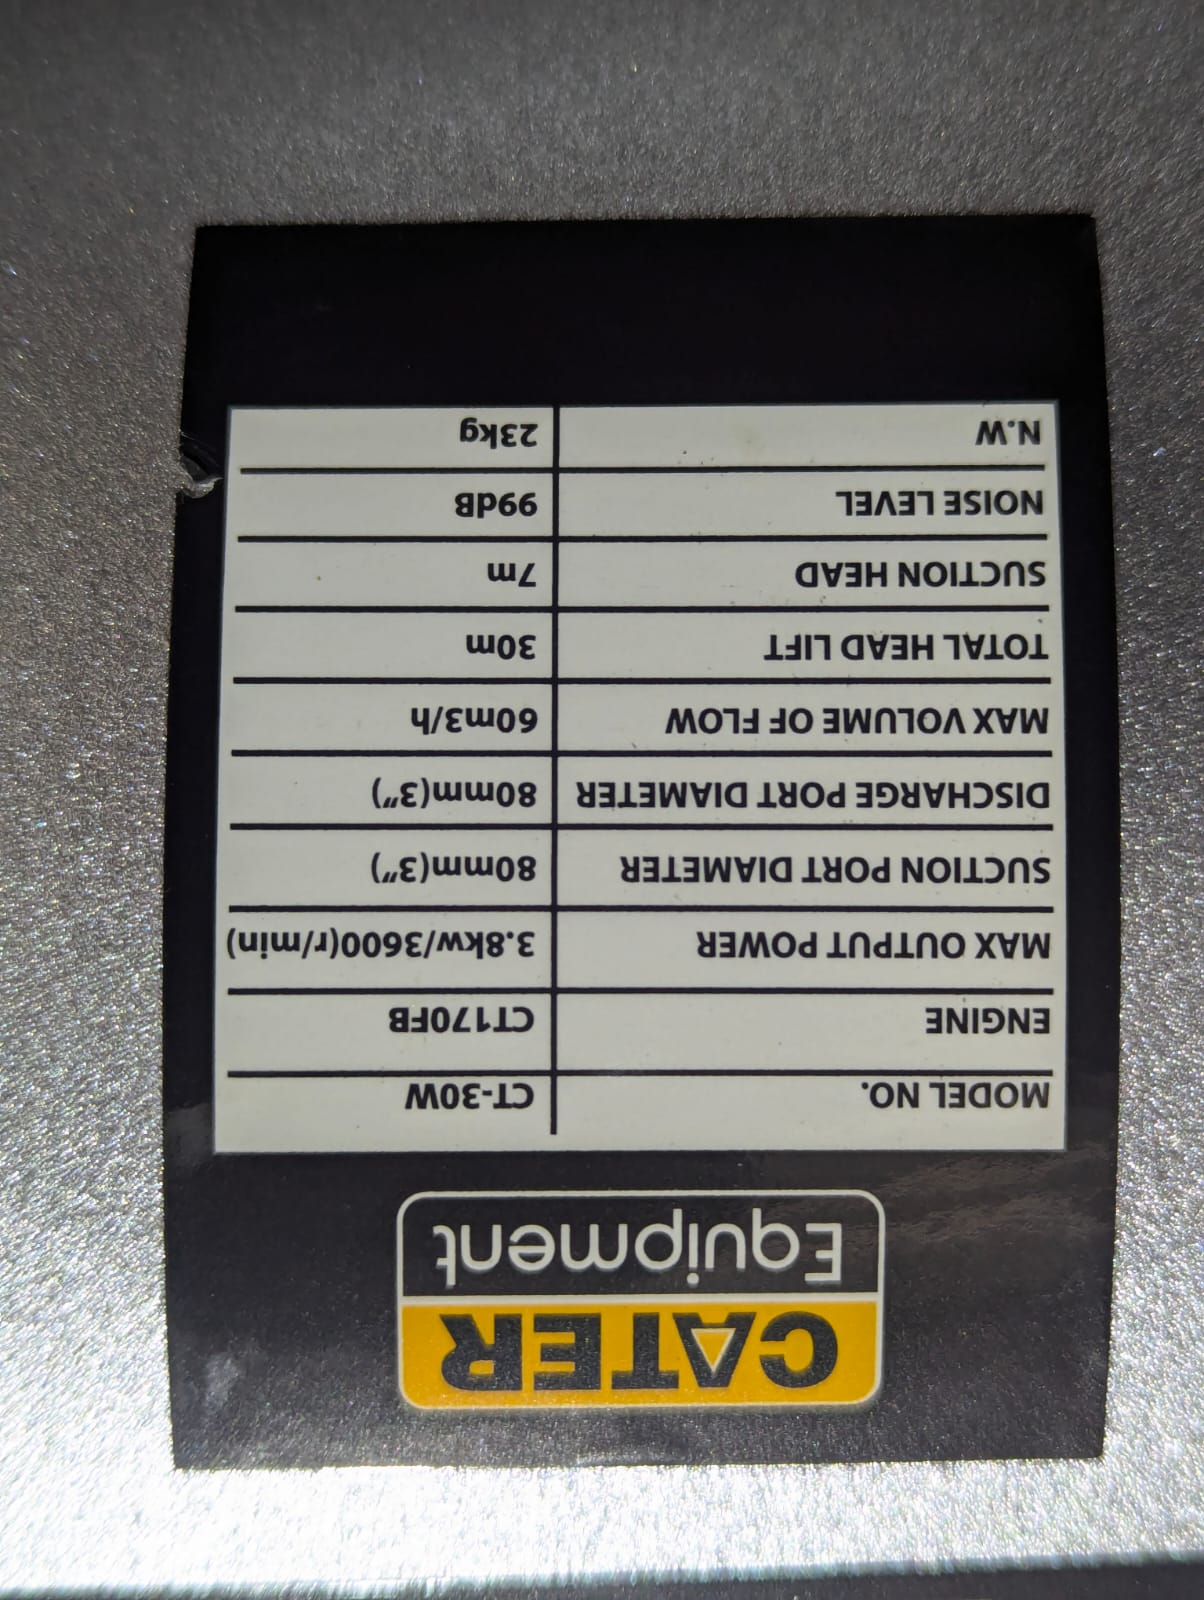 CATER
Equipment
MODEL NO. CT-30W
ENGINE CT170FB
MAX OUTPUT POWER 3.8kw/3600(r/min)
SUCTION PORT DIAMETER 80mm(3")
DISCHARGE PORT DIAMETER 80mm(3")
MAX VOLUME OF FLOW 60m3/h
TOTAL HEAD LIFT 30m
SUCTION HEAD 7m
NOISE LEVEL 99dB
N.W 23kg